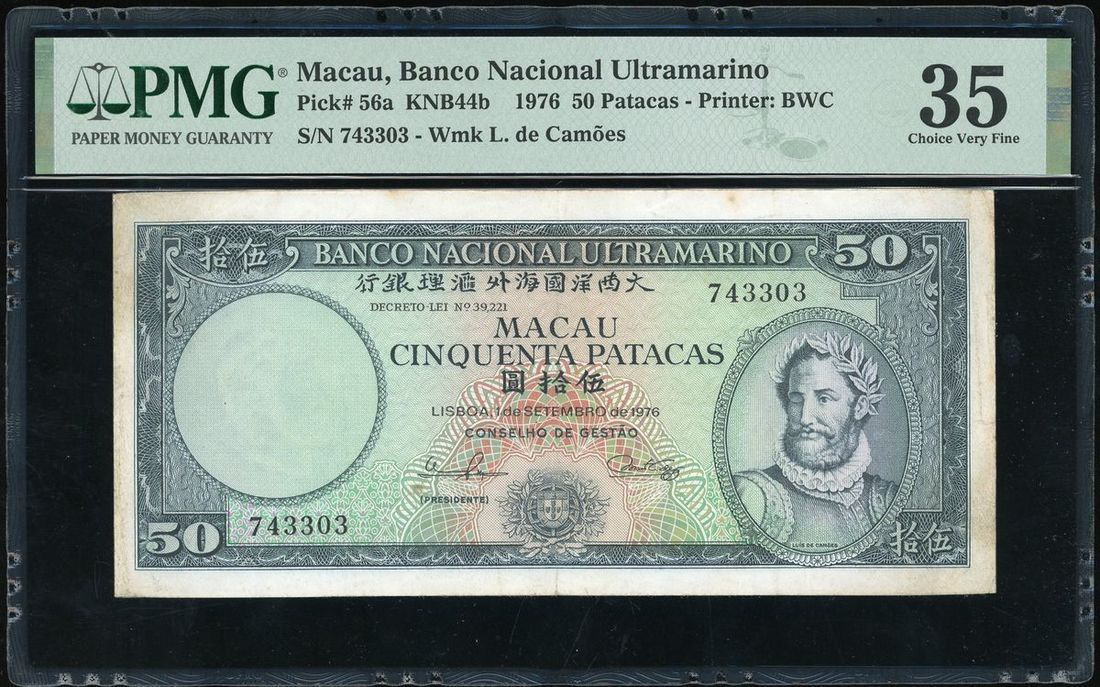 PMG®
PAPER MONEY GUARANTY
Macau, Banco Nacional Ultramarino
Pick# 56a KNB44b 1976 50 Patacas - Printer: BWC
S/N 743303 - Wmk L. de Camões
35
Choice Very Fine
伍拾
BANCO NACIONAL ULTRAMARINO
50
大西洋國海外滙理銀行
DECRETO-LEI Nº 39,221
743303
MACAU
CINQUENTA PATACAS
伍拾圓
LISBOA, 1 de SETEMBRO de 1976
CONSELHO DE GESTÃO
(PRESIDENTE)
743303
50
LUIS DE CAMÕES
伍拾